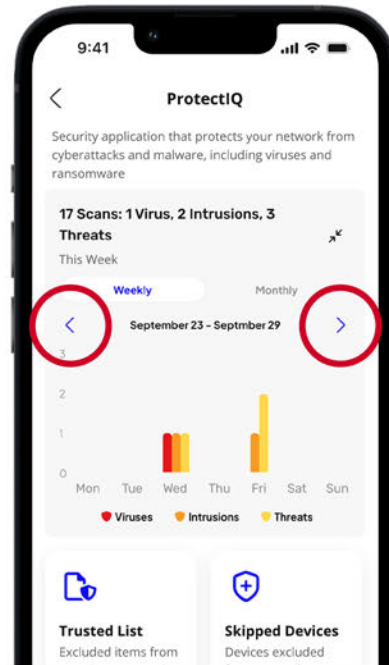 9:41
ProtectIQ
Security application that protects your network from
cyberattacks and malware, including viruses and
ransomware
17 Scans: 1 Virus, 2 Intrusions, 3
Threats
This Week
Weekly Monthly
September 23 - Septmber 29
3
2
1
0
Mon Tue Wed Thu Fri Sat Sun
Viruses Intrusions Threats
Trusted List Skipped Devices
Excluded items from Devices excluded